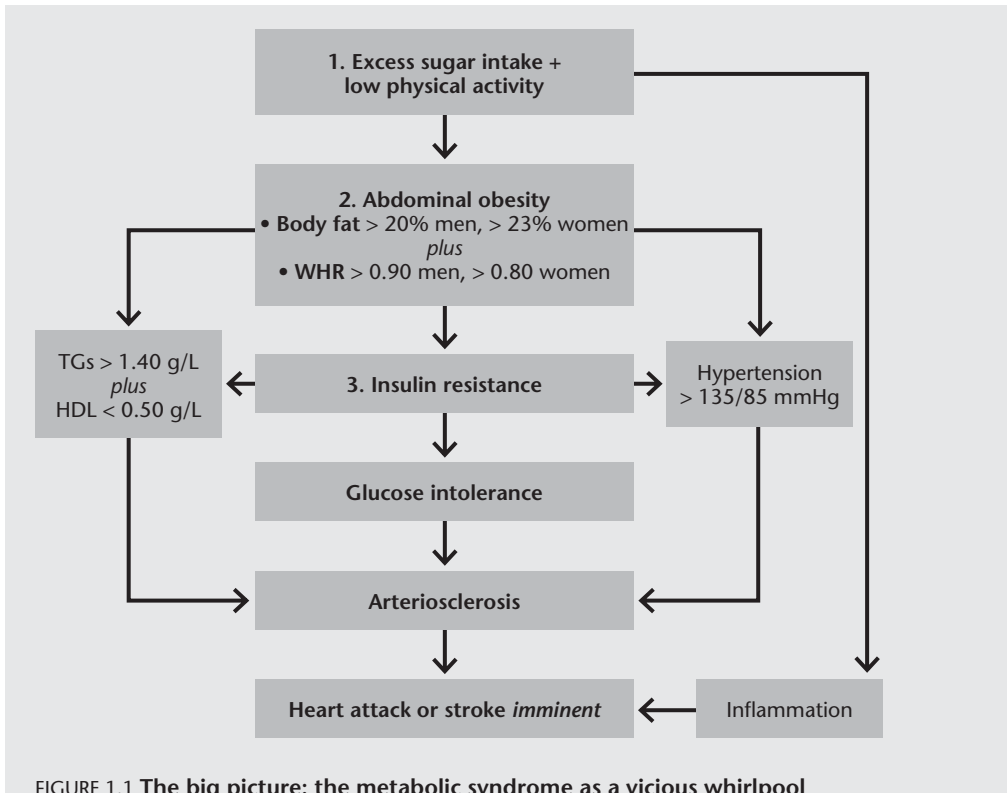 1. Excess sugar intake +
low physical activity
2. Abdominal obesity
• Body fat > 20% men, > 23% women
plus
• WHR > 0.90 men, > 0.80 women
TGs > 1.40 g/L
plus
HDL < 0.50 g/L
3. Insulin resistance
Hypertension
> 135/85 mmHg
Glucose intolerance
Arteriosclerosis
Heart attack or stroke imminent
Inflammation
FIGURE 1.1 The big picture: the metabolic syndrome as a vicious whirlpool